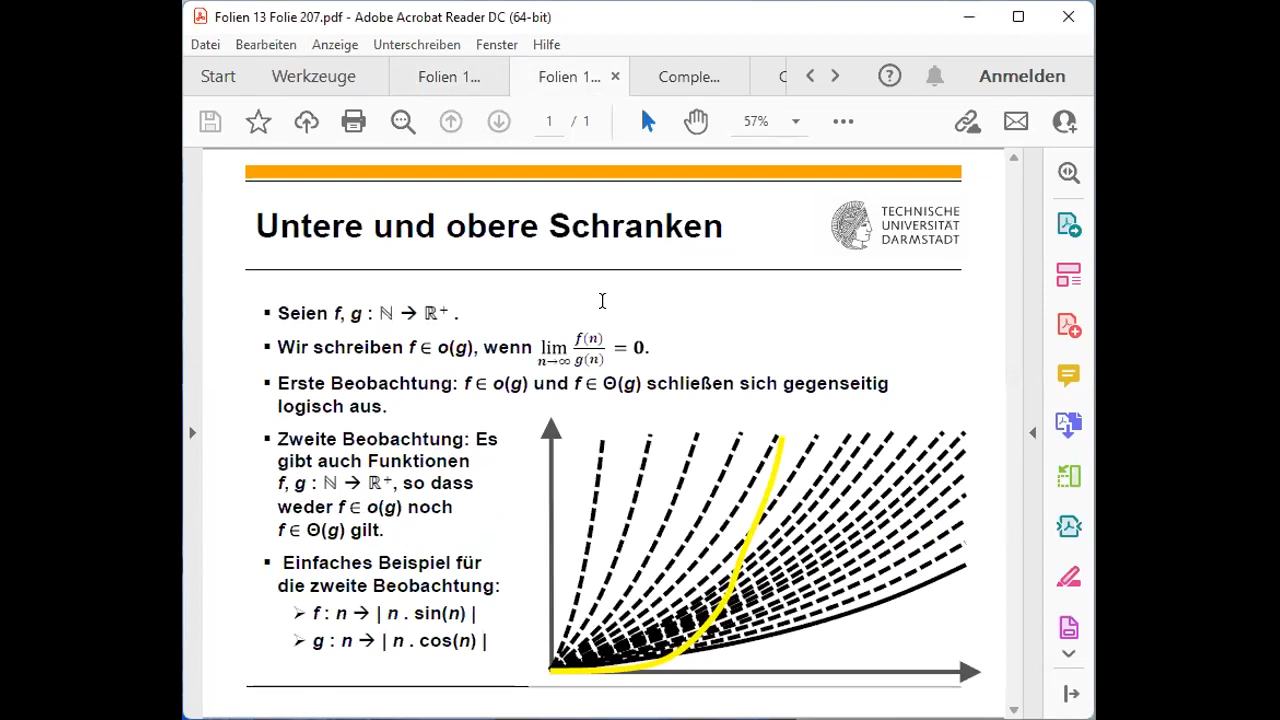 Folien 13 Folie 207.pdf - Adobe Acrobat Reader DC (64-bit)
Datei Bearbeiten Anzeige Unterschreiben Fenster Hilfe
Start Werkzeuge Folien 1... Folien 1... × Comple... Anmelden
1 / 1 57%
Untere und obere Schranken
TECHNISCHE
UNIVERSITÄT
DARMSTADT
▪ Seien f, g : ℕ → ℝ⁺ .
▪ Wir schreiben f ∈ o(g), wenn lim n→∞ f(n)/g(n) = 0.
▪ Erste Beobachtung: f ∈ o(g) und f ∈ Θ(g) schließen sich gegenseitig
logisch aus.
▪ Zweite Beobachtung: Es
gibt auch Funktionen
f, g : ℕ → ℝ⁺, so dass
weder f ∈ o(g) noch
f ∈ Θ(g) gilt.
▪ Einfaches Beispiel für
die zweite Beobachtung:
➢ f : n → | n . sin(n) |
➢ g : n → | n . cos(n) |